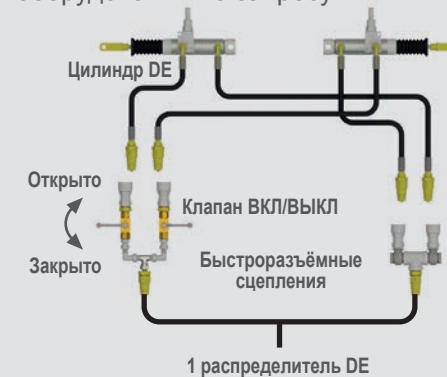 Цилиндр DE
Открыто
Клапан ВКЛ/ВЫКЛ
Закрыто
Быстроразъёмные
сцепления
1 распределитель DE